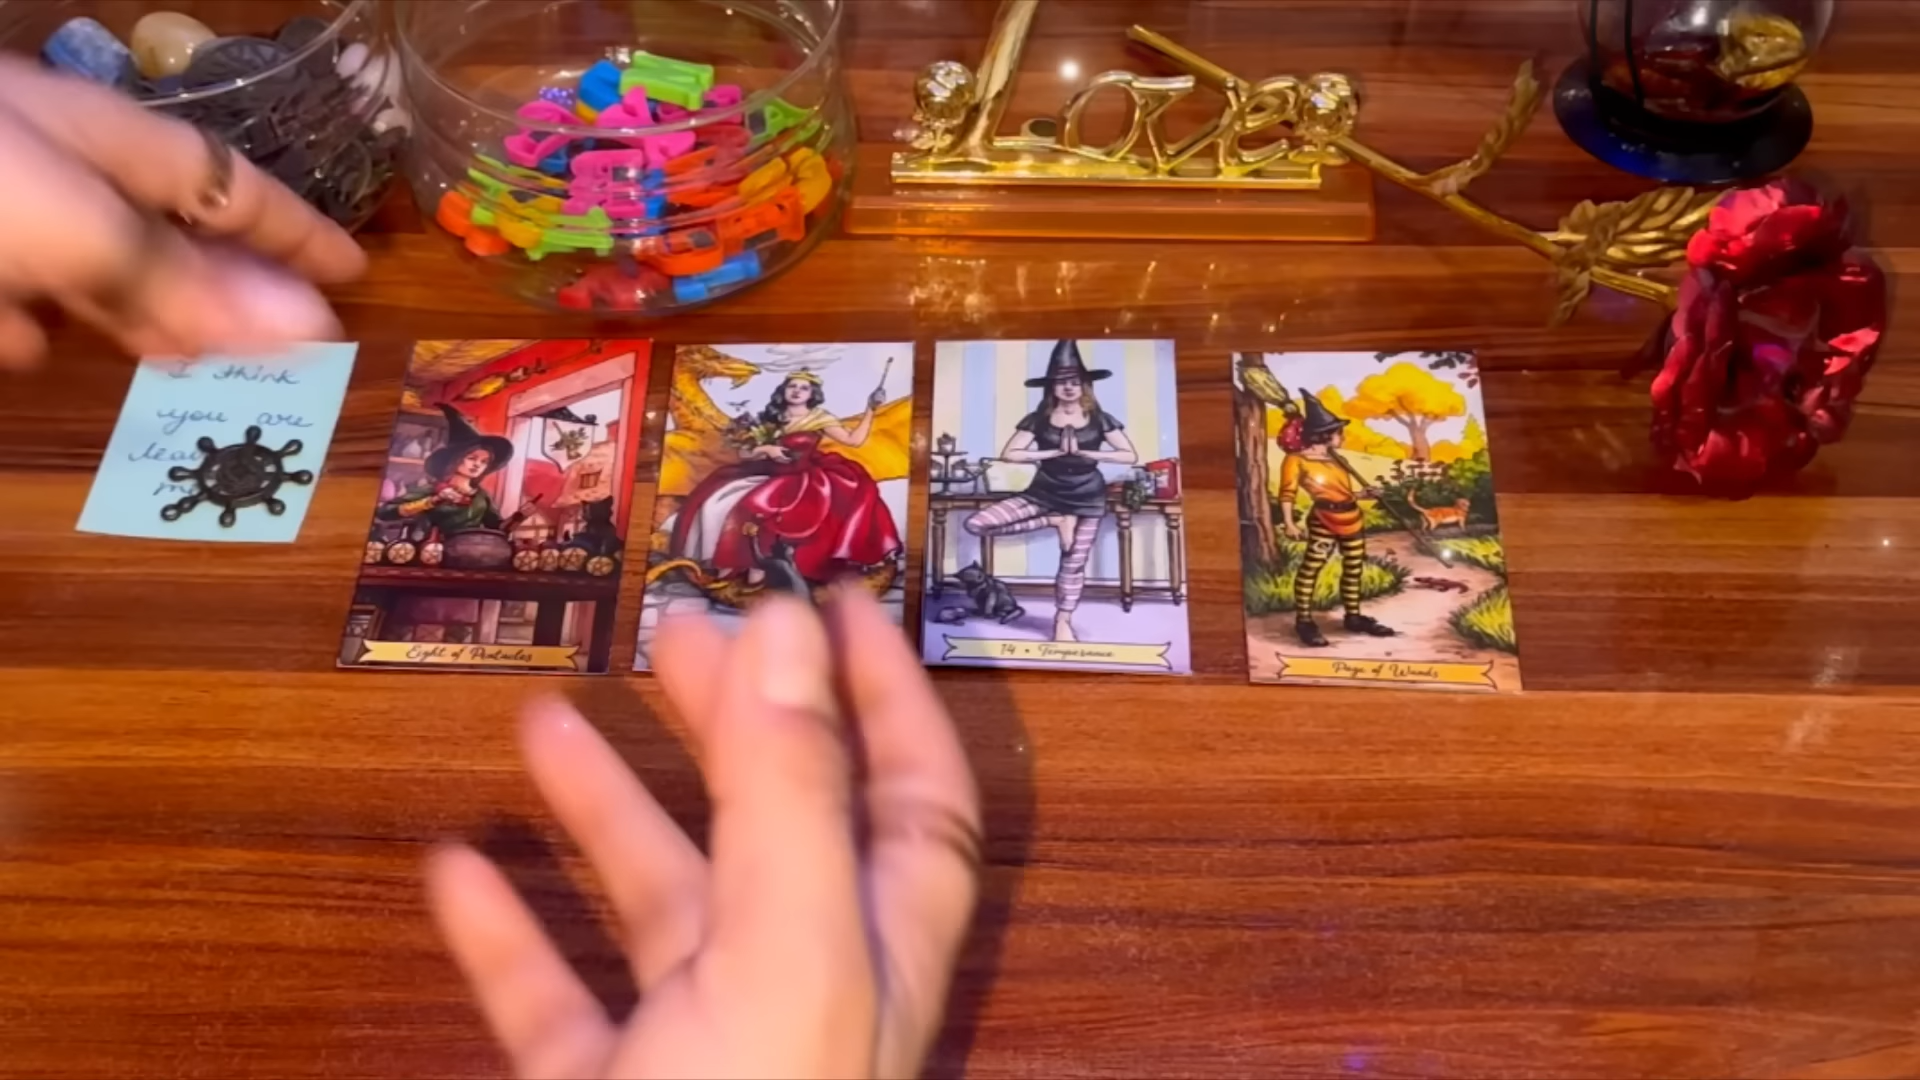 I think
you are
Love
Eight of Pentacles
14 • Temperance
Page of Wands